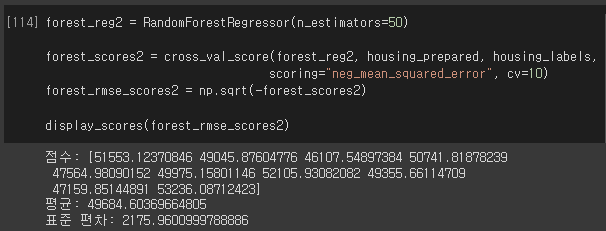 [114] forest_reg2 = RandomForestRegressor(n_estimators=50)
forest_scores2 = cross_val_score(forest_reg2, housing_prepared, housing_labels,
scoring="neg_mean_squared_error", cv=10)
forest_rmse_scores2 = np.sqrt(-forest_scores2)
display_scores(forest_rmse_scores2)
점수: [51553.12370846 49045.87604776 46107.54897384 50741.81878239
47564.98090152 49975.15801146 52105.93082082 49355.66114709
47159.85144891 53236.08712423]
평균: 49684.60369664805
표준 편차: 2175.9600999788886